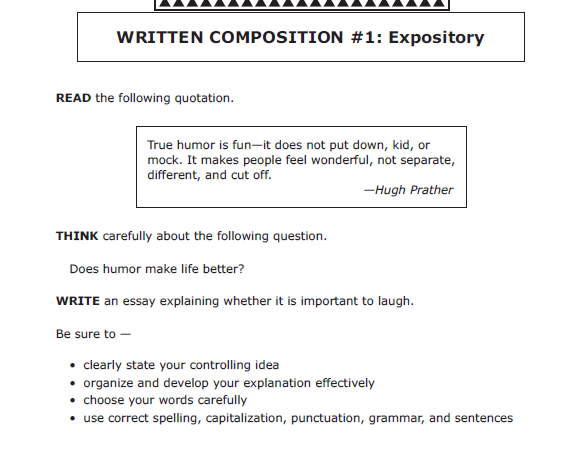 WRITTEN COMPOSITION #1: Expository
READ the following quotation.
True humor is fun—it does not put down, kid, or
mock. It makes people feel wonderful, not separate,
different, and cut off.
—Hugh Prather
THINK carefully about the following question.
Does humor make life better?
WRITE an essay explaining whether it is important to laugh.
Be sure to —
• clearly state your controlling idea
• organize and develop your explanation effectively
• choose your words carefully
• use correct spelling, capitalization, punctuation, grammar, and sentences